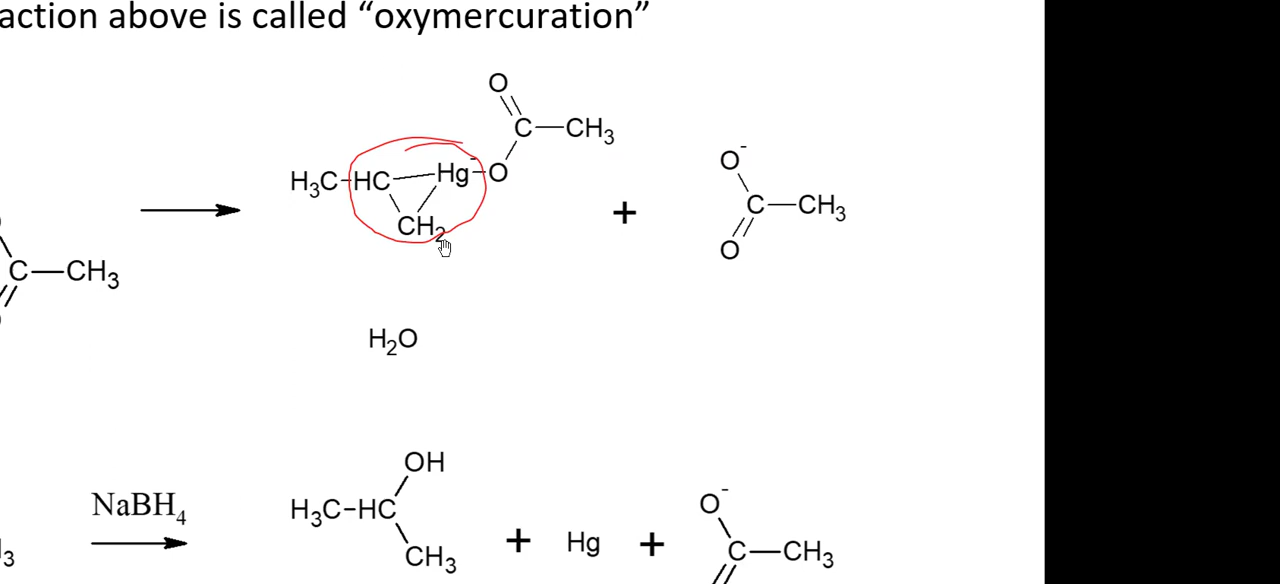 action above is called “oxymercuration”
O
C—CH3
O-
H3C-HC Hg- -O
C—CH3
CH2
+
O
C—CH3
H2O
OH
NaBH4
H3C-HC
O-
+ Hg +
C—CH3
CH3
3